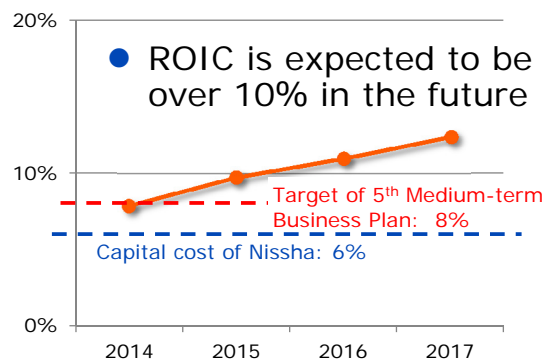 20%
● ROIC is expected to be
over 10% in the future
10%
Target of 5th Medium-term
Business Plan: 8%
Capital cost of Nissha: 6%
0%
2014 2015 2016 2017